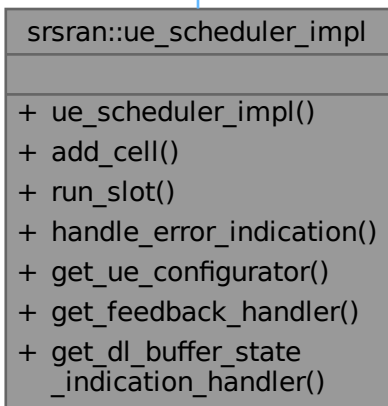 srsran::ue_scheduler_impl
+ ue_scheduler_impl()
+ add_cell()
+ run_slot()
+ handle_error_indication()
+ get_ue_configurator()
+ get_feedback_handler()
+ get_dl_buffer_state
_indication_handler()